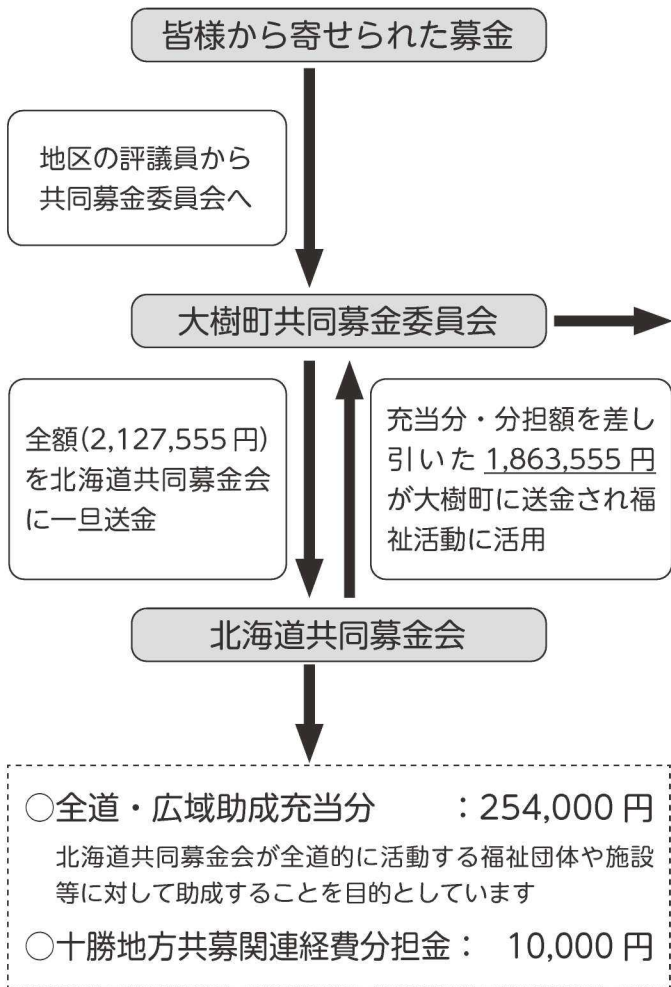 皆様から寄せられた募金
地区の評議員から
共同募金委員会へ
大樹町共同募金委員会
全額(2,127,555円)
を北海道共同募金会
に一旦送金
充当分・分担額を差し
引いた 1,863,555円
が大樹町に送金され福
祉活動に活用
北海道共同募金会
○全道・広域助成充当分 ：254,000円
北海道共同募金会が全道的に活動する福祉団体や施設
等に対して助成することを目的としています
○十勝地方共募関連経費分担金： 10,000円